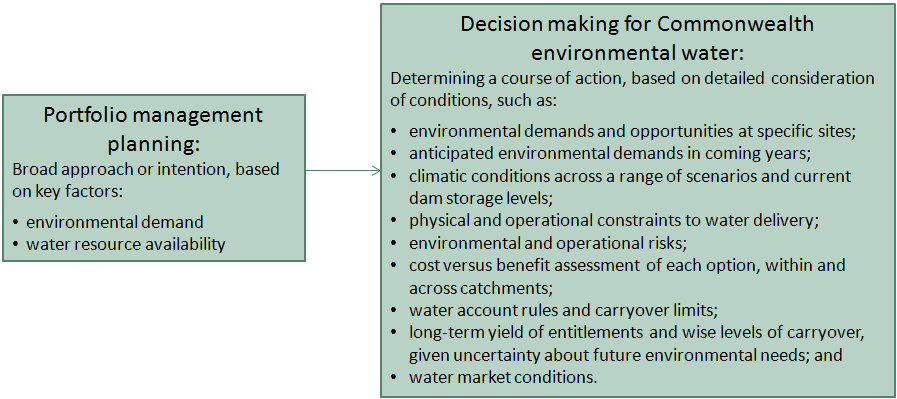 Portfolio management
planning:
Broad approach or intention, based
on key factors:
• environmental demand
• water resource availability
Decision making for Commonwealth
environmental water:
Determining a course of action, based on detailed consideration
of conditions, such as:
• environmental demands and opportunities at specific sites;
• anticipated environmental demands in coming years;
• climatic conditions across a range of scenarios and current
dam storage levels;
• physical and operational constraints to water delivery;
• environmental and operational risks;
• cost versus benefit assessment of each option, within and
across catchments;
• water account rules and carryover limits;
• long-term yield of entitlements and wise levels of carryover,
given uncertainty about future environmental needs; and
• water market conditions.